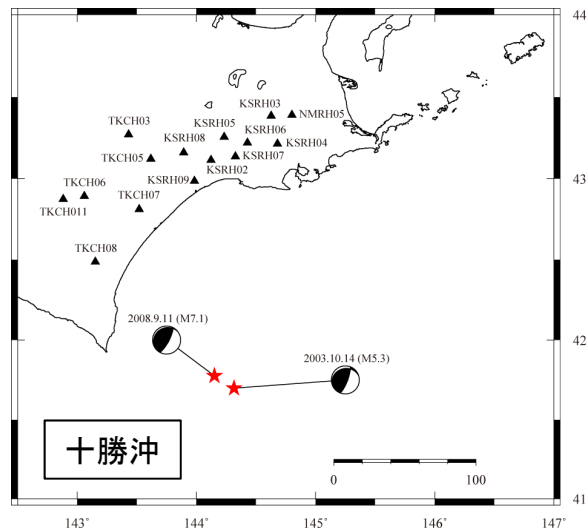 44
KSRH03
NMRH05
TKCH03
KSRH05
KSRH06
KSRH08
KSRH04
TKCH05
KSRH07
KSRH02
KSRH09
TKCH06
TKCH07
TKCH011
43
TKCH08
2008.9.11 (M7.1)
42
2003.10.14 (M5.3)
十勝沖
0 100
41
143˚ 144˚ 145˚ 146˚ 147˚